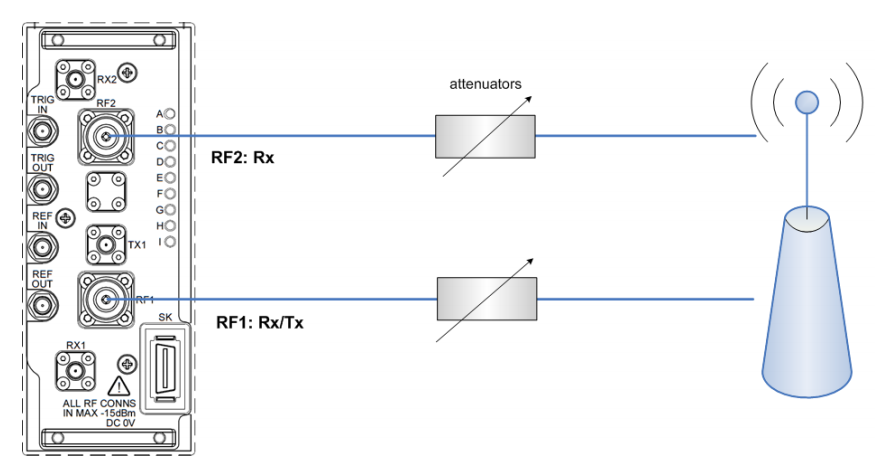 attenuators
RX2
TRIG
IN
RF2
A
B
C
TRIG
OUT
D
E
F
REF
IN
G
H
I
TX1
REF
OUT
RF1
SK
RX1
ALL RF CONNS
IN MAX -15dBm
DC 0V
RF2: Rx
RF1: Rx/Tx